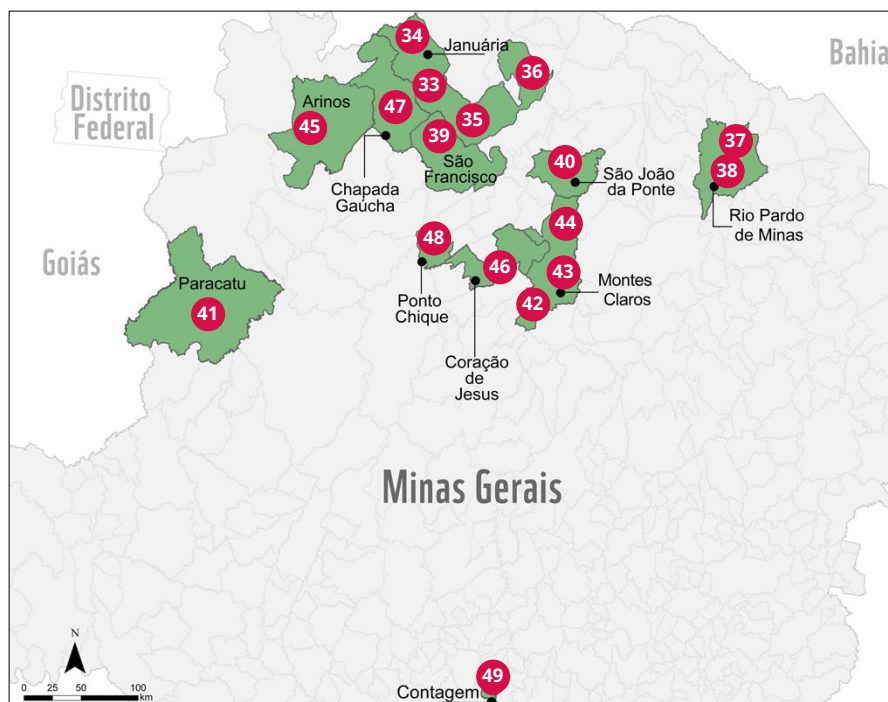 34
Januária
Bahia
36
33
Distrito
Federal
Arinos
47
45
35
39
37
São
Francisco
40
38
Chapada
Gaúcha
São João
da Ponte
Rio Pardo
de Minas
44
48
Goiás
46
43
Paracatu
Montes
Claros
Ponto
Chique
42
41
Coração
de
Jesus
Minas Gerais
N
49
Contagem
0 25 50 100
km